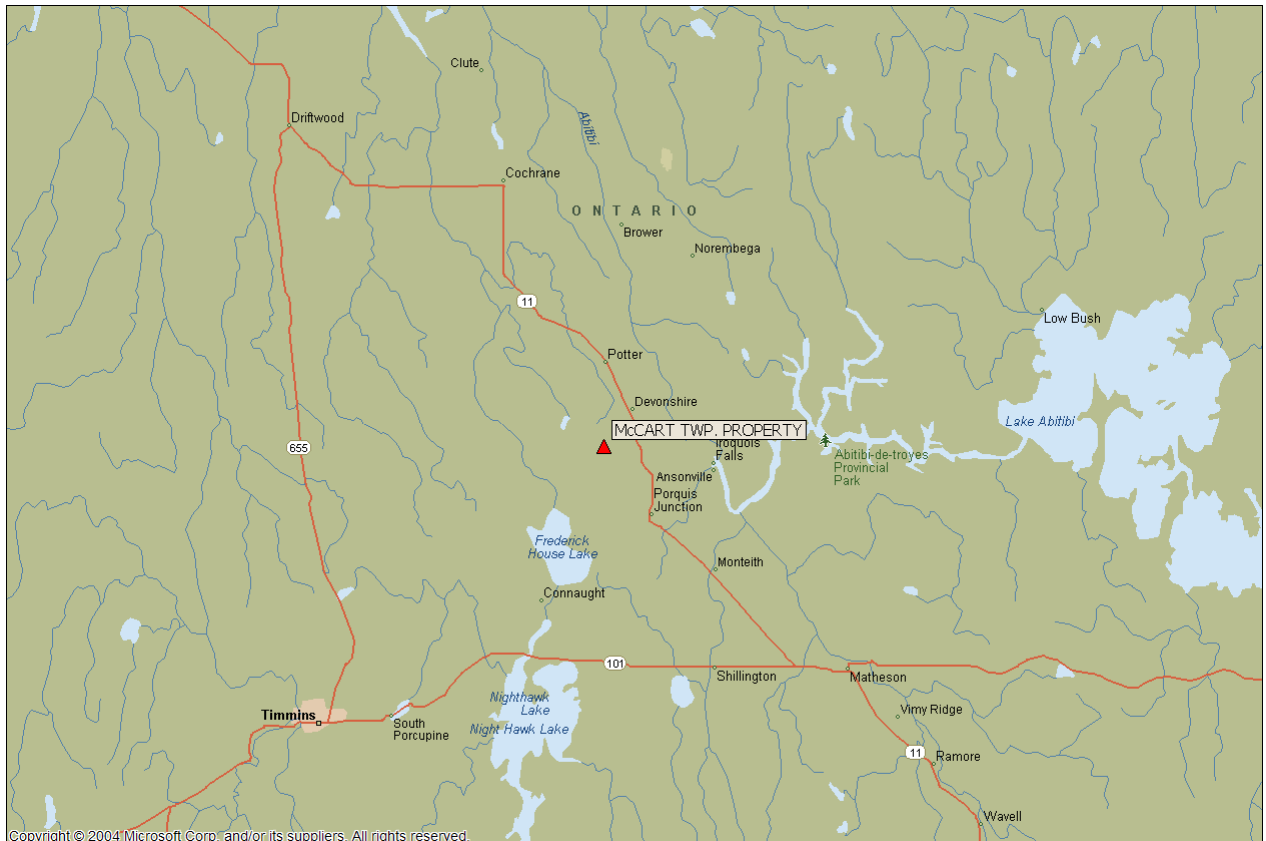 Clute
Driftwood
Abitibi
Cochrane
ONTARIO
Brower
Norembega
11
Low Bush
Potter
Devonshire
McCART TWP. PROPERTY
Lake Abitibi
655
Iroquois
Falls
Abitibi-de-troyes
Provincial
Park
Ansonville
Porquis
Junction
Frederick
House Lake
Monteith
Connaught
101
Shillington
Matheson
Nighthawk
Lake
Night Hawk Lake
Timmins
South
Porcupine
Vimy Ridge
11
Ramore
Wavell
Copyright © 2004 Microsoft Corp. and/or its suppliers. All rights reserved.